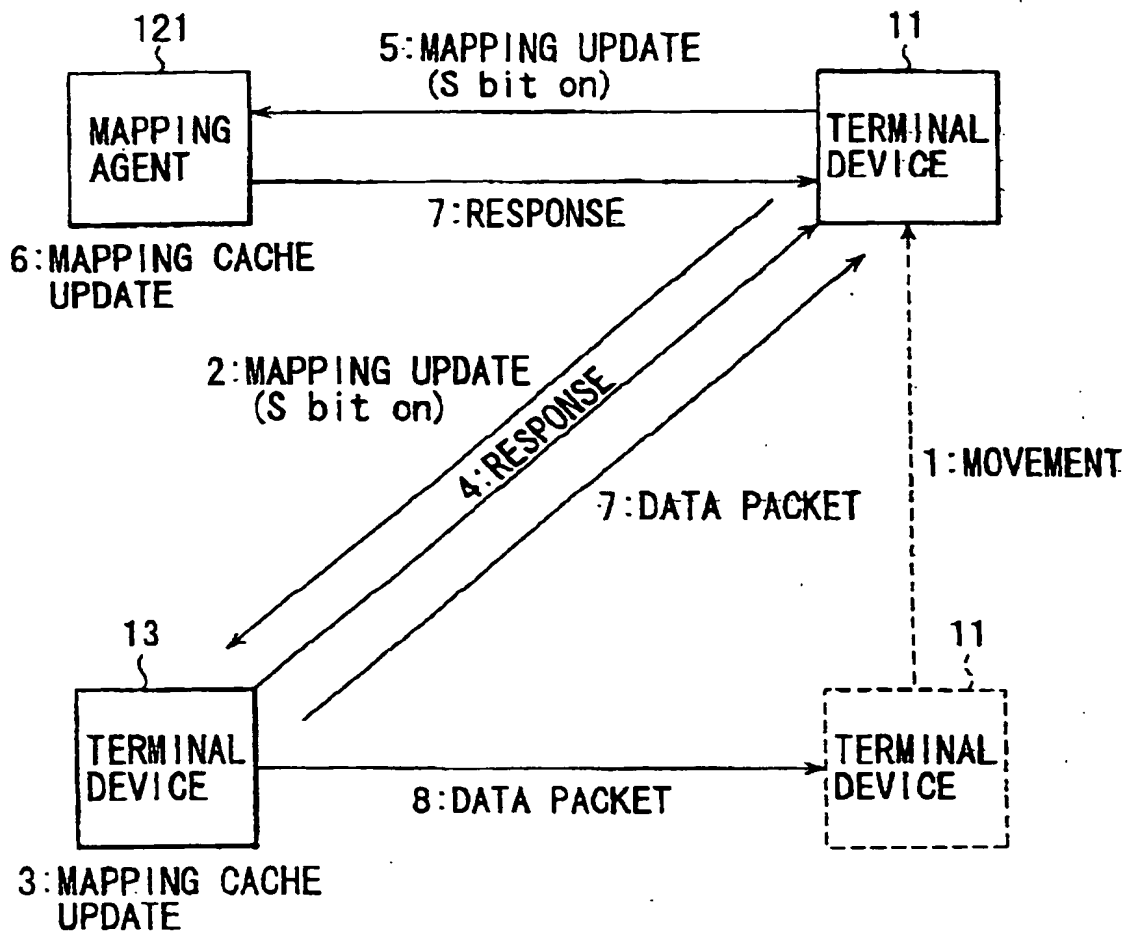 121
11
5:MAPPING UPDATE
(S bit on)
MAPPING
AGENT
TERMINAL
DEVICE
7:RESPONSE
6:MAPPING CACHE
UPDATE
2:MAPPING UPDATE
(S bit on)
4:RESPONSE
1:MOVEMENT
7:DATA PACKET
13
11
TERMINAL
DEVICE
TERMINAL
DEVICE
8:DATA PACKET
3:MAPPING CACHE
UPDATE